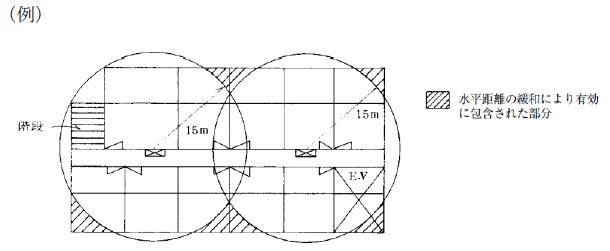 （例）
水平距離の緩和により有効
に包含された部分
15m
階段
15m
E.V